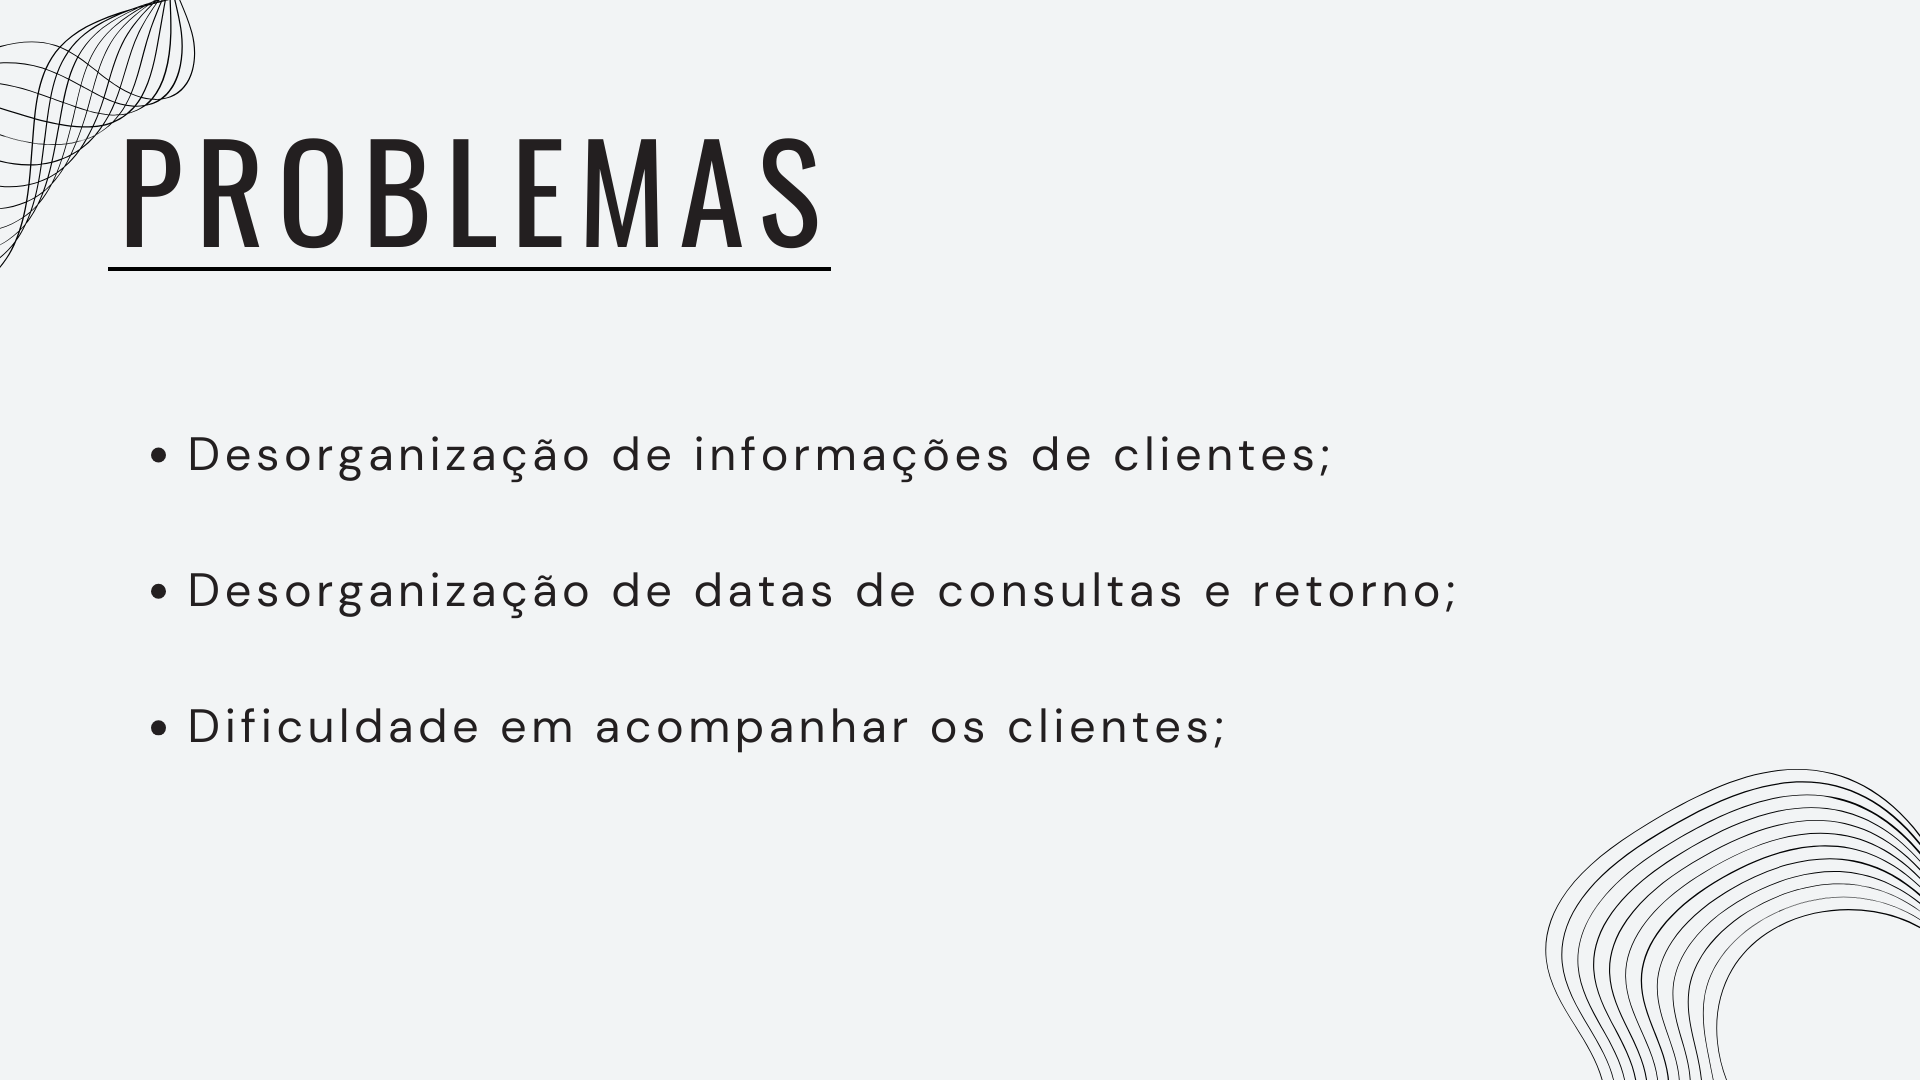 PROBLEMAS
• Desorganização de informações de clientes;
• Desorganização de datas de consultas e retorno;
• Dificuldade em acompanhar os clientes;